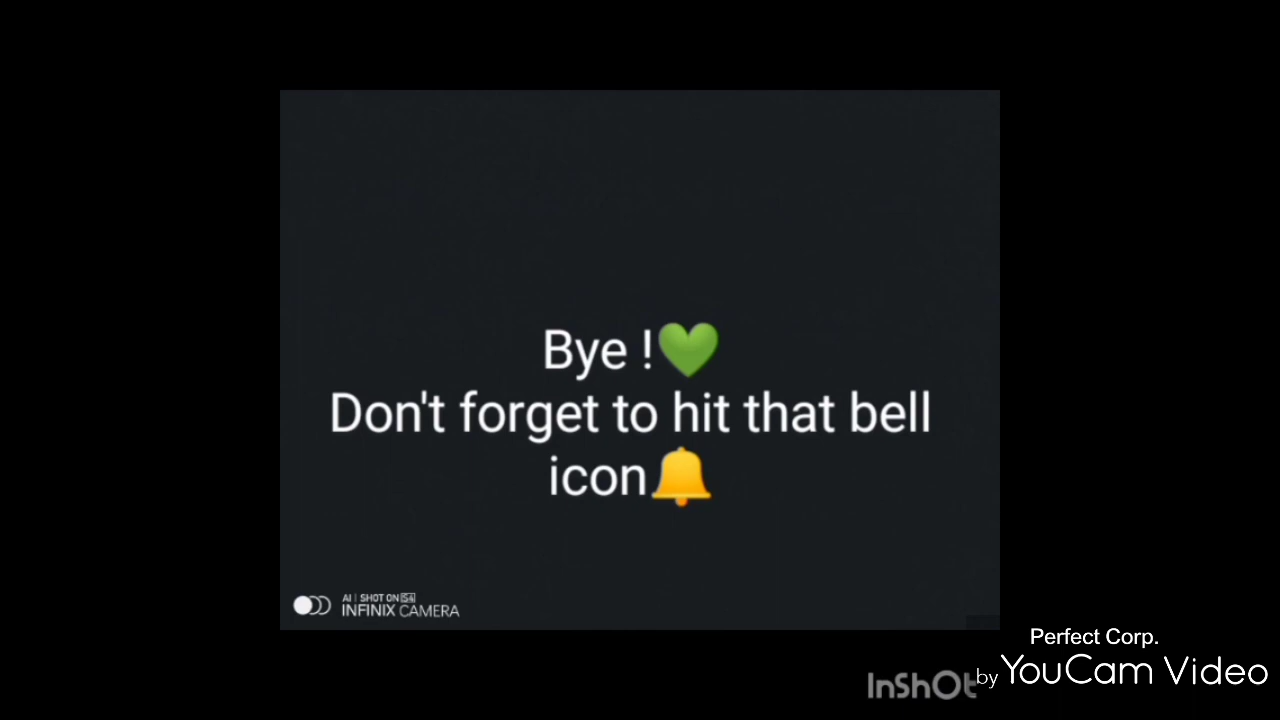 Bye !💚
Don't forget to hit that bell
icon🔔
AI | SHOT ON S4
INFINIX CAMERA
Perfect Corp.
InShOt
by YouCam Video